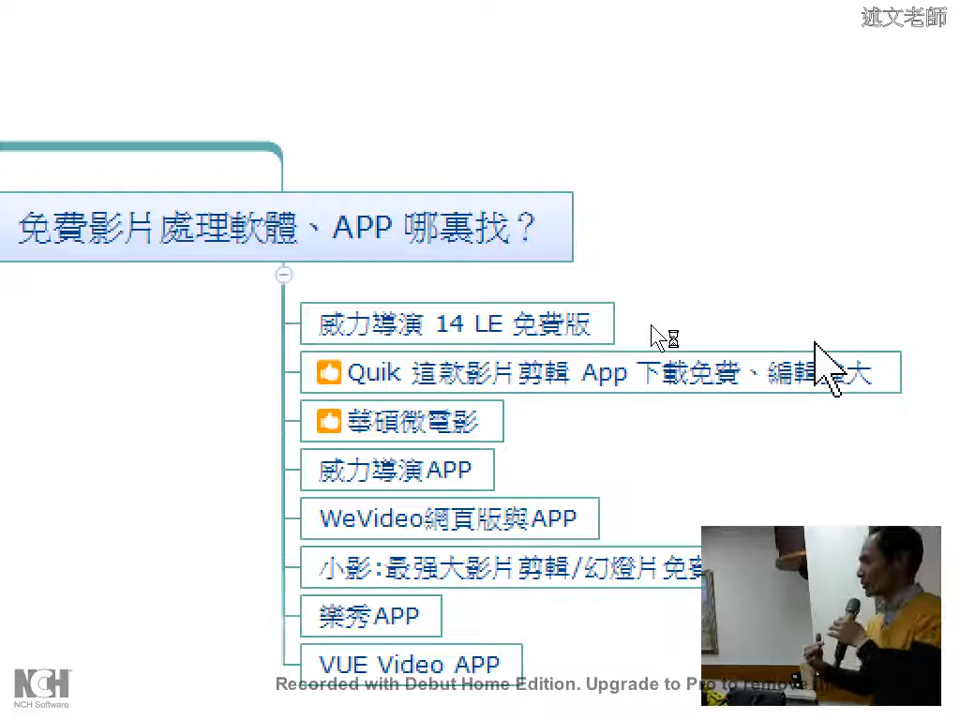 述文老師
免費影片處理軟體、APP 哪裏找？
威力導演 14 LE 免費版
Quik 這款影片剪輯 App 下載免費、編輯大
華碩微電影
威力導演APP
WeVideo網頁版與APP
小影:最强大影片剪輯/幻燈片免費
樂秀APP
VUE Video APP
Recorded with Debut Home Edition. Upgrade to Pro to remove
NCH
NCH Software